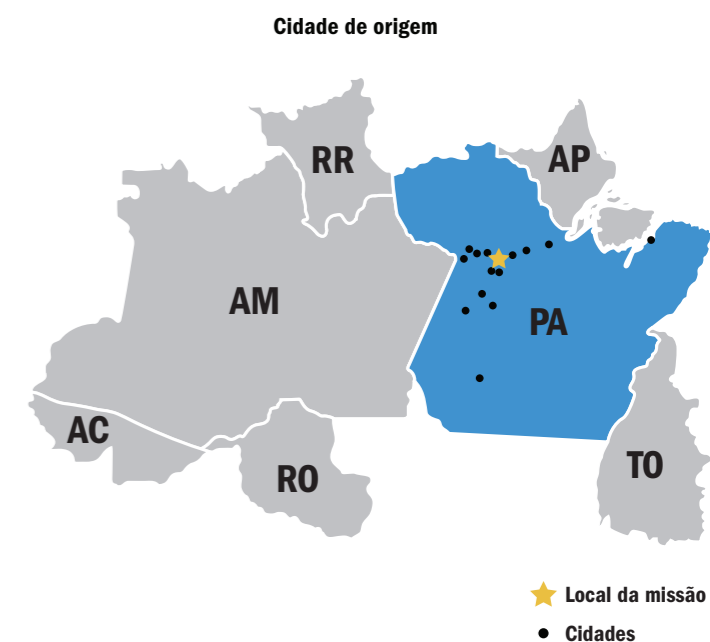 Cidade de origem
RR
AP
AM
PA
AC
RO
TO
Local da missão
Cidades